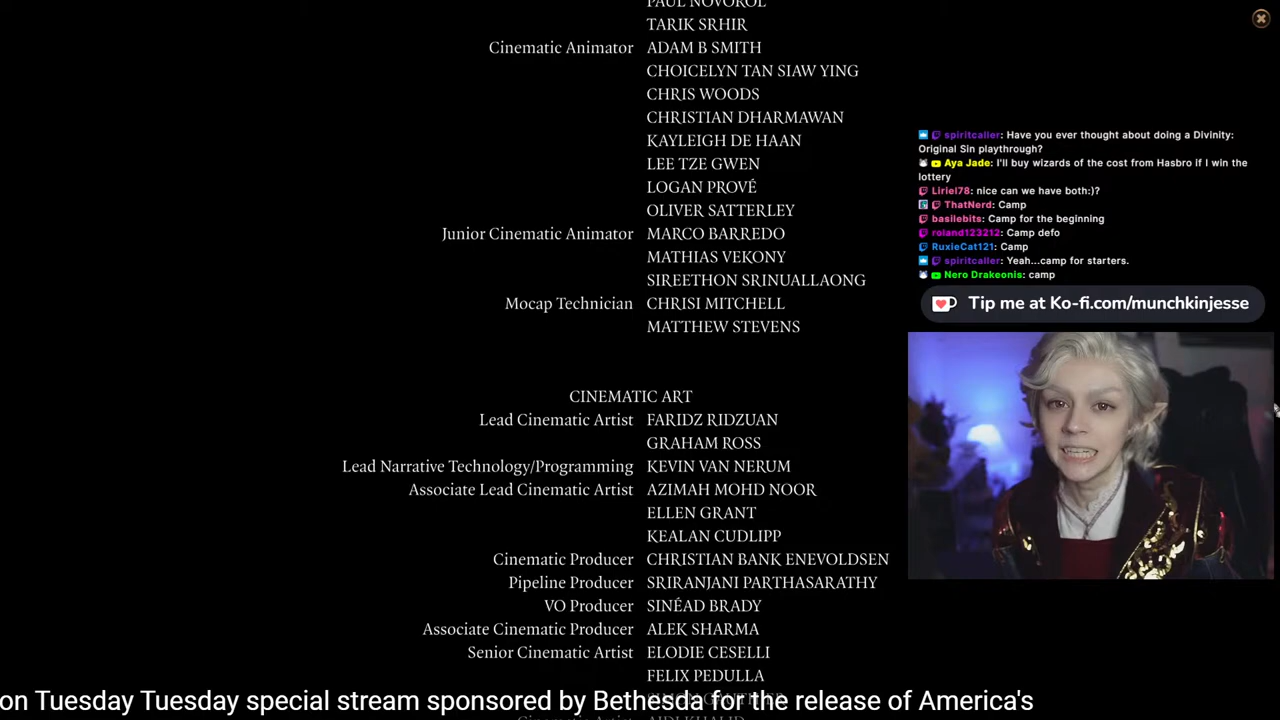 PAUL NOVOROL
TARIK SRHIR
Cinematic Animator ADAM B SMITH
CHOICELYN TAN SIAW YING
CHRIS WOODS
CHRISTIAN DHARMAWAN
KAYLEIGH DE HAAN
LEE TZE GWEN
LOGAN PROVÉ
OLIVER SATTERLEY
Junior Cinematic Animator MARCO BARREDO
MATHIAS VEKONY
SIREETHON SRINUALLAONG
Mocap Technician CHRISI MITCHELL
MATTHEW STEVENS
CINEMATIC ART
Lead Cinematic Artist FARIDZ RIDZUAN
GRAHAM ROSS
Lead Narrative Technology/Programming KEVIN VAN NERUM
Associate Lead Cinematic Artist AZIMAH MOHD NOOR
ELLEN GRANT
KEALAN CUDLIPP
Cinematic Producer CHRISTIAN BANK ENEVOLDSEN
Pipeline Producer SRIRANJANI PARTHASARATHY
VO Producer SINÉAD BRADY
Associate Cinematic Producer ALEK SHARMA
Senior Cinematic Artist ELODIE CESELLI
FELIX PEDULLA
spiritcaller: Have you ever thought about doing a Divinity:
Original Sin playthrough?
Aya Jade: I'll buy wizards of the cost from Hasbro if I win the
lottery
Liriel78: nice can we have both:)?
ThatNerd: Camp
basilebits: Camp for the beginning
roland123212: Camp defo
RuxieCat121: Camp
spiritcaller: Yeah...camp for starters.
Nero Drakeonis: camp
Tip me at Ko-fi.com/munchkinjesse
on Tuesday Tuesday special stream sponsored by Bethesda for the release of America's